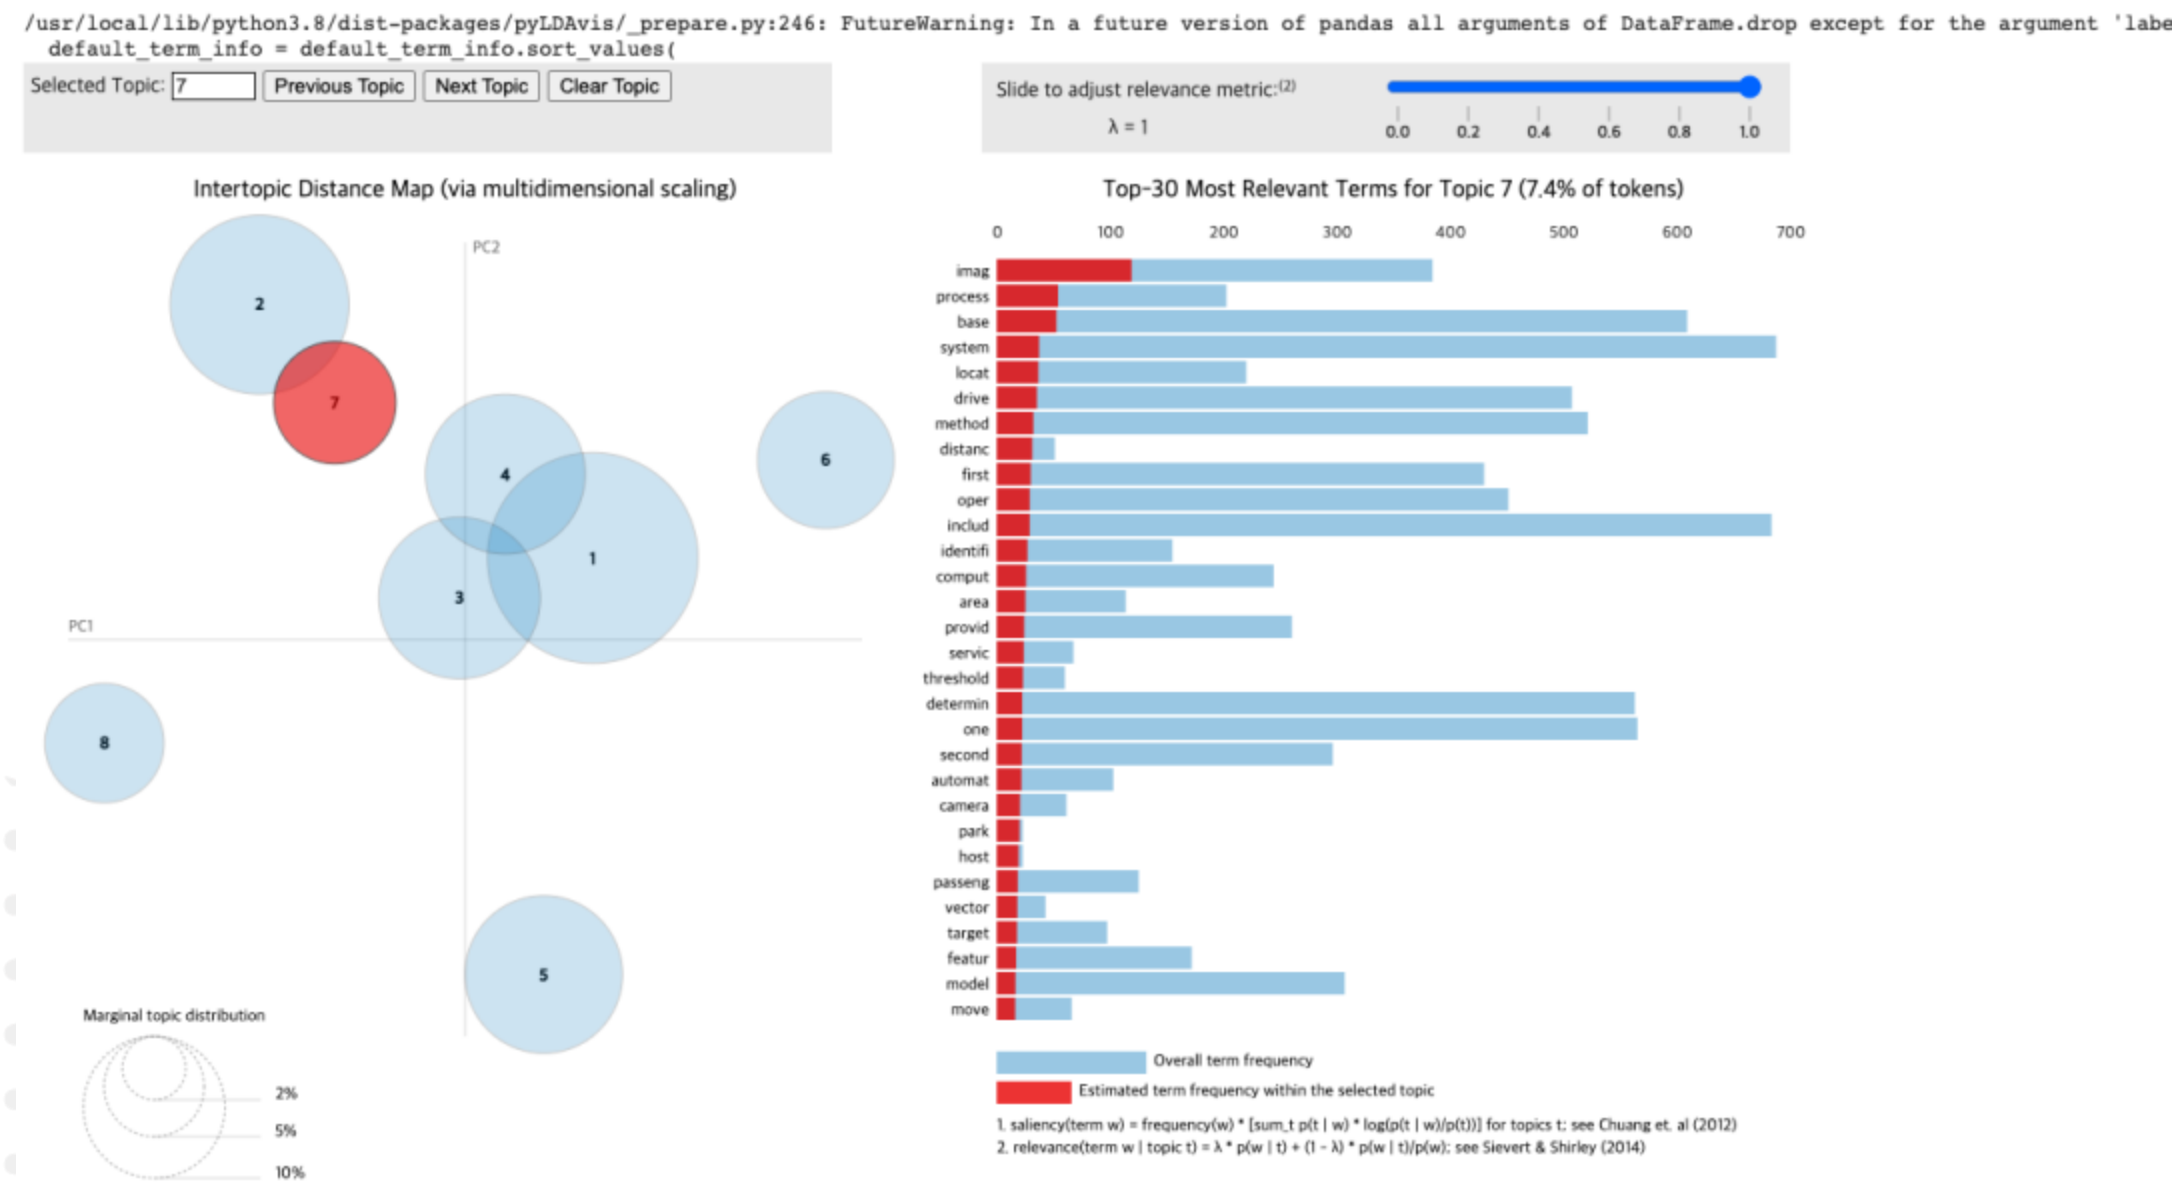 /usr/local/lib/python3.8/dist-packages/pyLDAvis/_prepare.py:246: FutureWarning: In a future version of pandas all arguments of DataFrame.drop except for the argument 'labe
default_term_info = default_term_info.sort_values(
Selected Topic: 7 Previous Topic Next Topic Clear Topic
Slide to adjust relevance metric:(2)
λ = 1
0.0 0.2 0.4 0.6 0.8 1.0
Intertopic Distance Map (via multidimensional scaling)
PC2
2
7
4
6
1
3
PC1
8
5
Marginal topic distribution
2%
5%
10%
Top-30 Most Relevant Terms for Topic 7 (7.4% of tokens)
0 100 200 300 400 500 600 700
imag
process
base
system
locat
drive
method
distanc
first
oper
includ
identifi
comput
area
provid
servic
threshold
determin
one
second
automat
camera
park
host
passeng
vector
target
featur
model
move
Overall term frequency
Estimated term frequency within the selected topic
1. saliency(term w) = frequency(w) * [sum_t p(t | w) * log(p(t | w)/p(t))] for topics t; see Chuang et. al (2012)
2. relevance(term w | topic t) = λ * p(w | t) + (1 - λ) * p(w | t)/p(w); see Sievert & Shirley (2014)